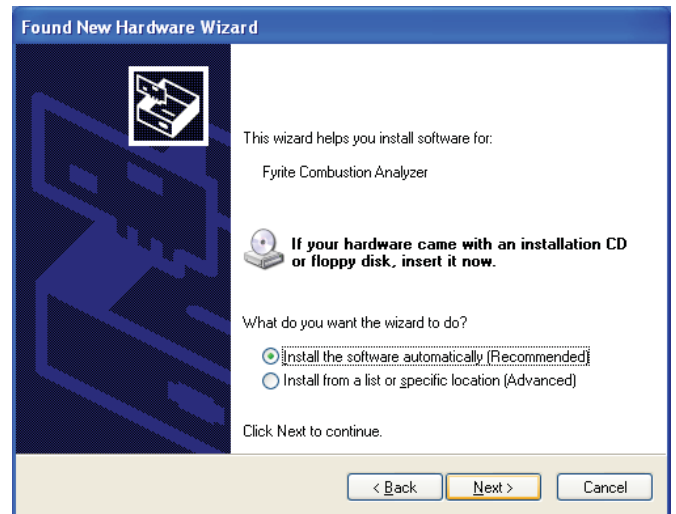 Found New Hardware Wizard
This wizard helps you install software for:
Fyrite Combustion Analyzer
If your hardware came with an installation CD
or floppy disk, insert it now.
What do you want the wizard to do?
Install the software automatically (Recommended)
Install from a list or specific location (Advanced)
Click Next to continue.
< Back Next > Cancel